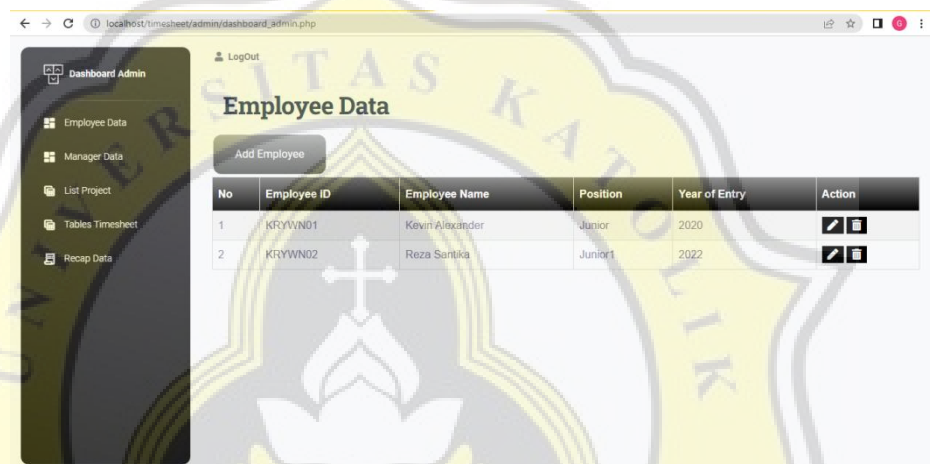 localhost/timesheet/admin/dashboard_admin.php
G
Dashboard Admin
Employee Data
Manager Data
List Project
Tables Timesheet
Recap Data
LogOut
Employee Data
Add Employee
No Employee ID Employee Name Position Year of Entry Action
1 KRYWN01 Kevin Alexander Junior 2020
2 KRYWN02 Reza Santika Junior1 2022
UNIVERSITAS KATOLIK